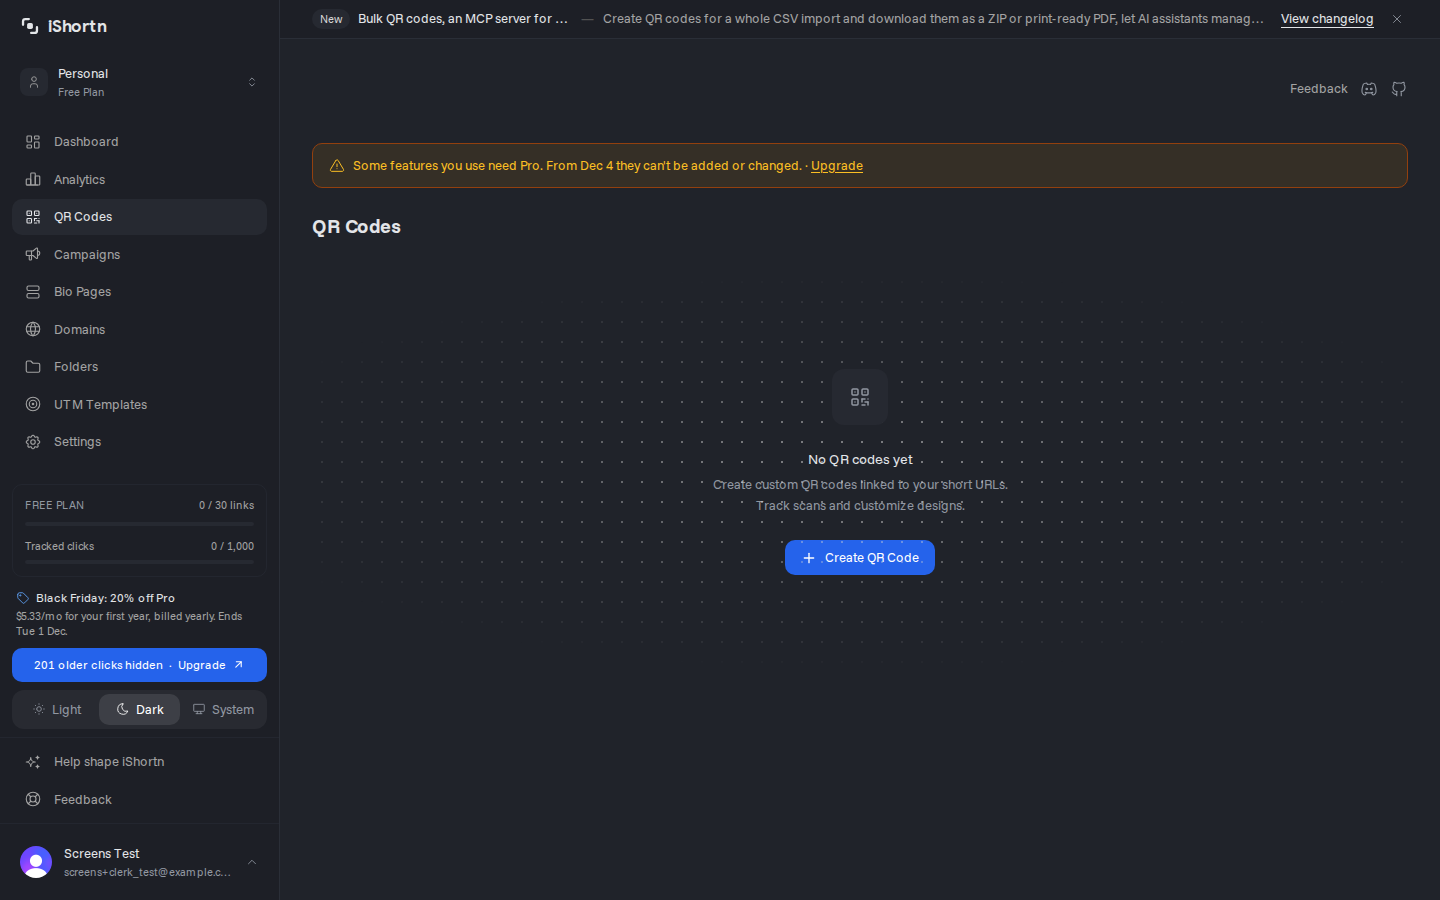 iShortn
Personal
Free Plan
Dashboard
Analytics
QR Codes
Campaigns
Bio Pages
Domains
Folders
UTM Templates
Settings
FREE PLAN 0 / 30 links
Tracked clicks 0 / 1,000
Black Friday: 20% off Pro
$5.33/mo for your first year, billed yearly. Ends
Tue 1 Dec.
201 older clicks hidden · Upgrade
Light Dark System
Help shape iShortn
Feedback
Screens Test
screens+clerk_test@example.c...
New Bulk QR codes, an MCP server for ... — Create QR codes for a whole CSV import and download them as a ZIP or print-ready PDF, let AI assistants manag... View changelog
Feedback
Some features you use need Pro. From Dec 4 they can't be added or changed. · Upgrade
QR Codes
No QR codes yet
Create custom QR codes linked to your short URLs.
Track scans and customize designs.
Create QR Code